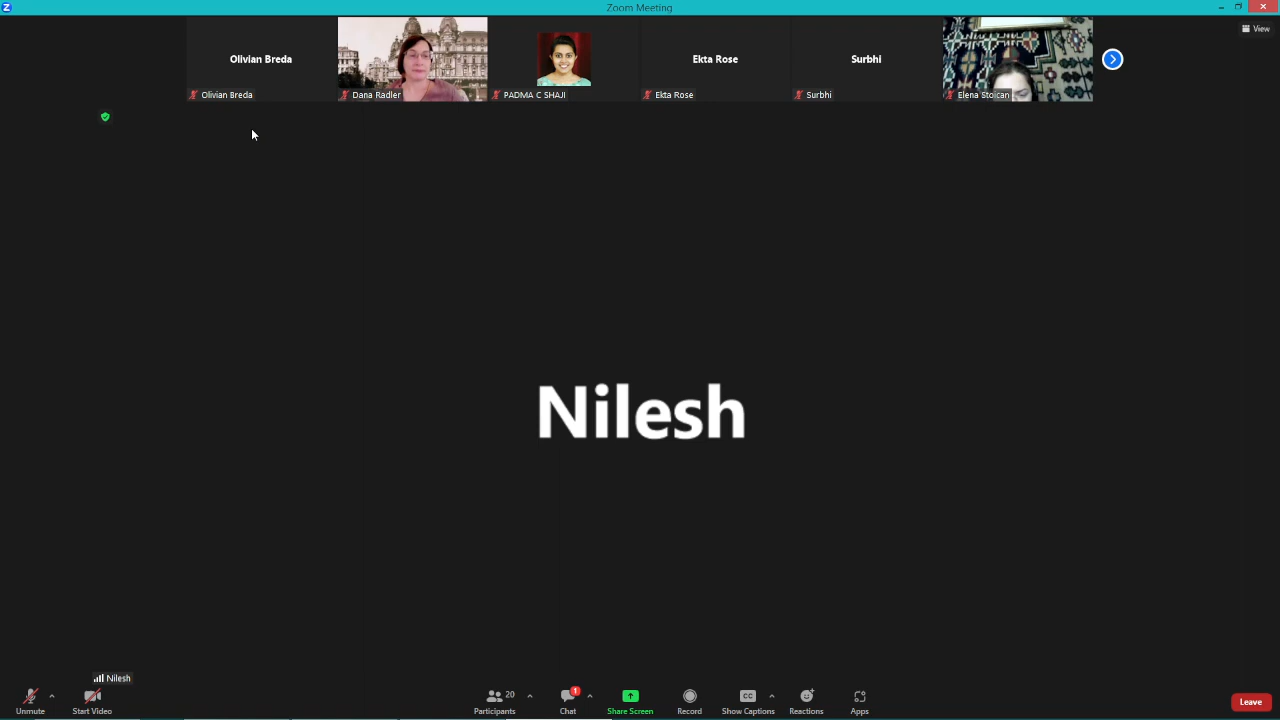 Zoom Meeting
View
Olivian Breda
Ekta Rose
Surbhi
Olivian Breda
Dana Radler
PADMA C SHAJI
Ekta Rose
Surbhi
Elena Stoican
Nilesh
Nilesh
20
1
CC
Unmute
Start Video
Participants
Chat
Share Screen
Record
Show Captions
Reactions
Apps
Leave